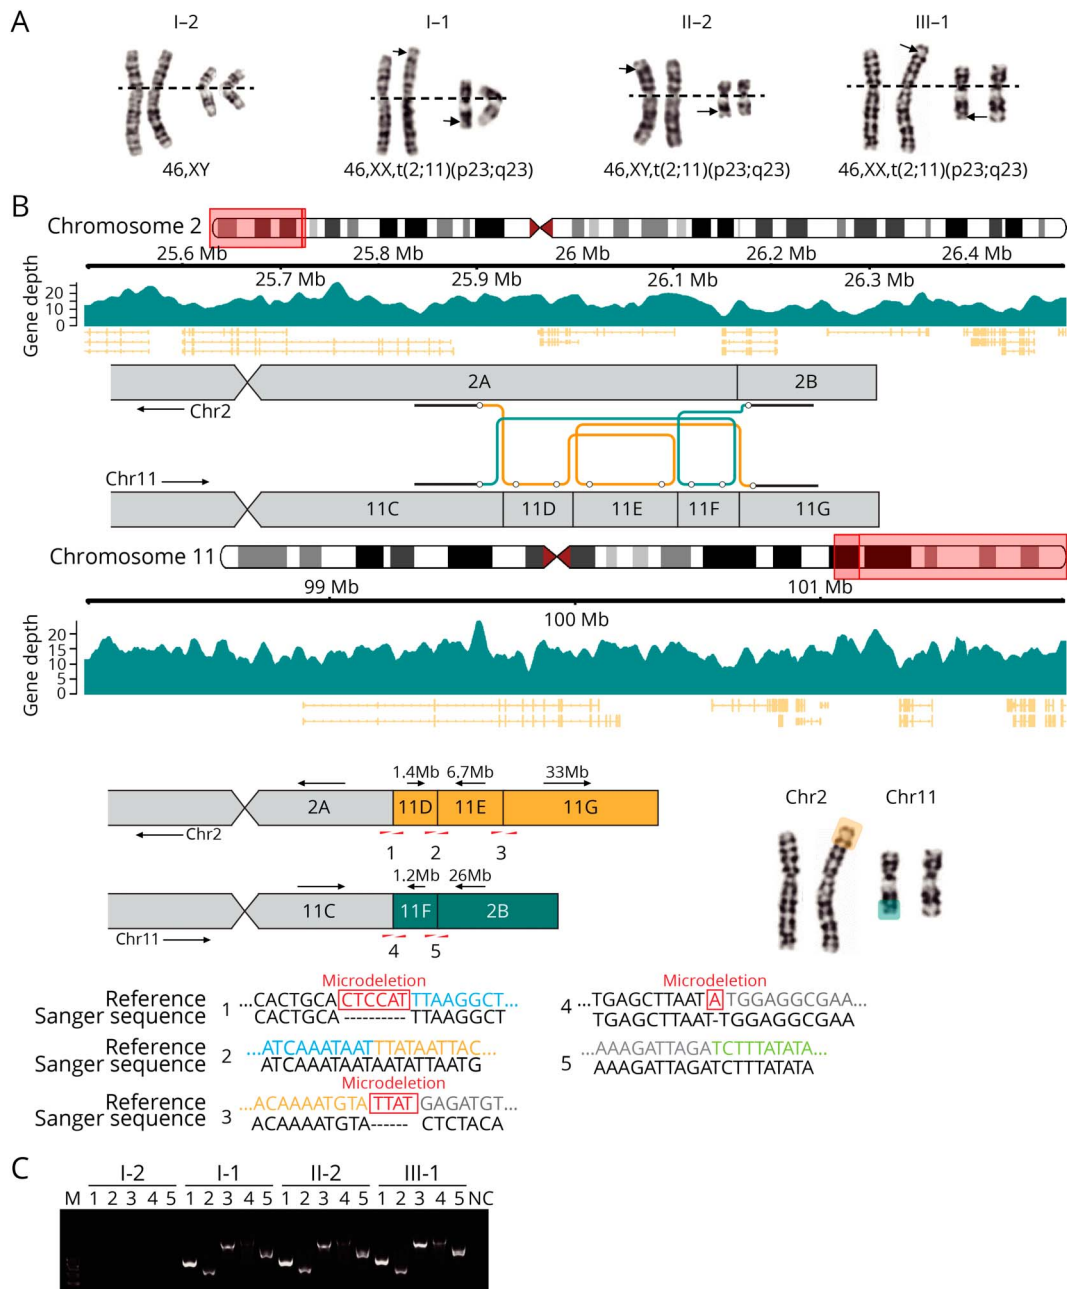 A
I–2
I–1
II–2
III–1
46,XY
46,XX,t(2;11)(p23;q23)
46,XY,t(2;11)(p23;q23)
46,XX,t(2;11)(p23;q23)
B
Chromosome 2
25.6 Mb
25.8 Mb
26 Mb
26.2 Mb
26.4 Mb
25.7 Mb
25.9 Mb
26.1 Mb
26.3 Mb
Gene depth
20
10
0
2A
2B
Chr2
Chr11
11C
11D
11E
11F
11G
Chromosome 11
99 Mb
101 Mb
100 Mb
Gene depth
20
15
10
5
0
1.4Mb
6.7Mb
33Mb
2A
11D
11E
11G
Chr2
1
2
3
1.2Mb
26Mb
11C
11F
2B
Chr11
4
5
Chr2
Chr11
Microdeletion
Reference ...CACTGCA CTCCAT TTAAGGCT...
Sanger sequence 1 CACTGCA ---------- TTAAGGCT
Reference ...ATCAAATAATTTATAATTAC...
Sanger sequence 2 ATCAAATAATAATATTAATG
Microdeletion
Reference ...ACAAAATGTA TTAT GAGATGT...
Sanger sequence 3 ACAAAATGTA------ CTCTACA
Microdeletion
4 ...TGAGCTTAAT A TGGAGGCGAA...
TGAGCTTAAT-TGGAGGCGAA
5 ...AAAGATTAGATCTTTATATA...
AAAGATTAGATCTTTATATA
C
I-2
I-1
II-2
III-1
M 1 2 3 4 5 1 2 3 4 5 1 2 3 4 5 1 2 3 4 5 NC